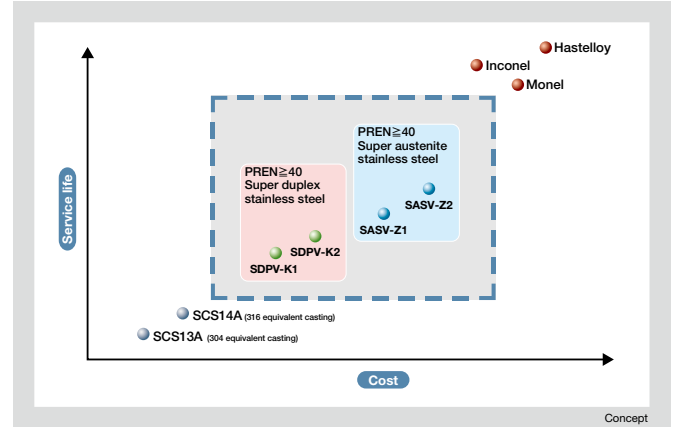 Hastelloy
Inconel
Monel
PREN≧40
Super austenite
stainless steel
PREN≧40
Super duplex
stainless steel
SASV-Z2
SASV-Z1
SDPV-K2
SDPV-K1
Service life
SCS14A (316 equivalent casting)
SCS13A (304 equivalent casting)
Cost
Concept